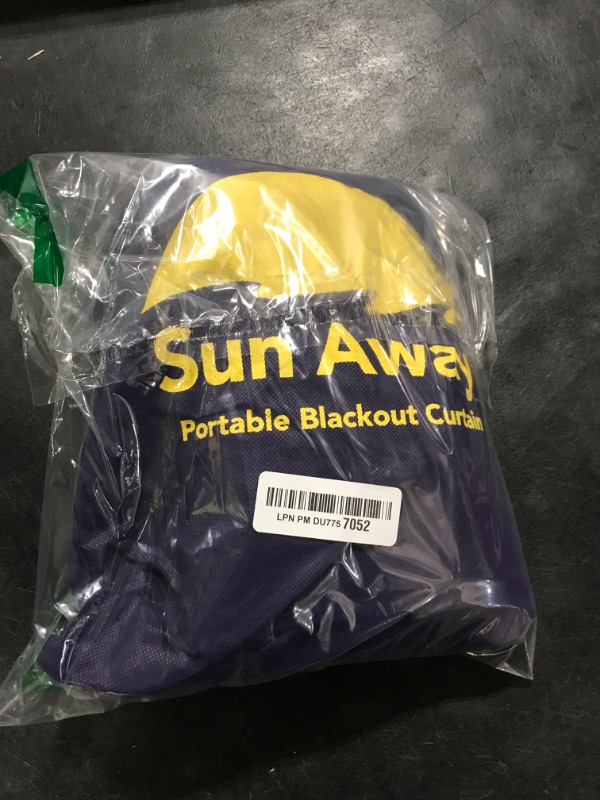 Sun Away
Portable Blackout Curtain
LPN PM DU775 7052